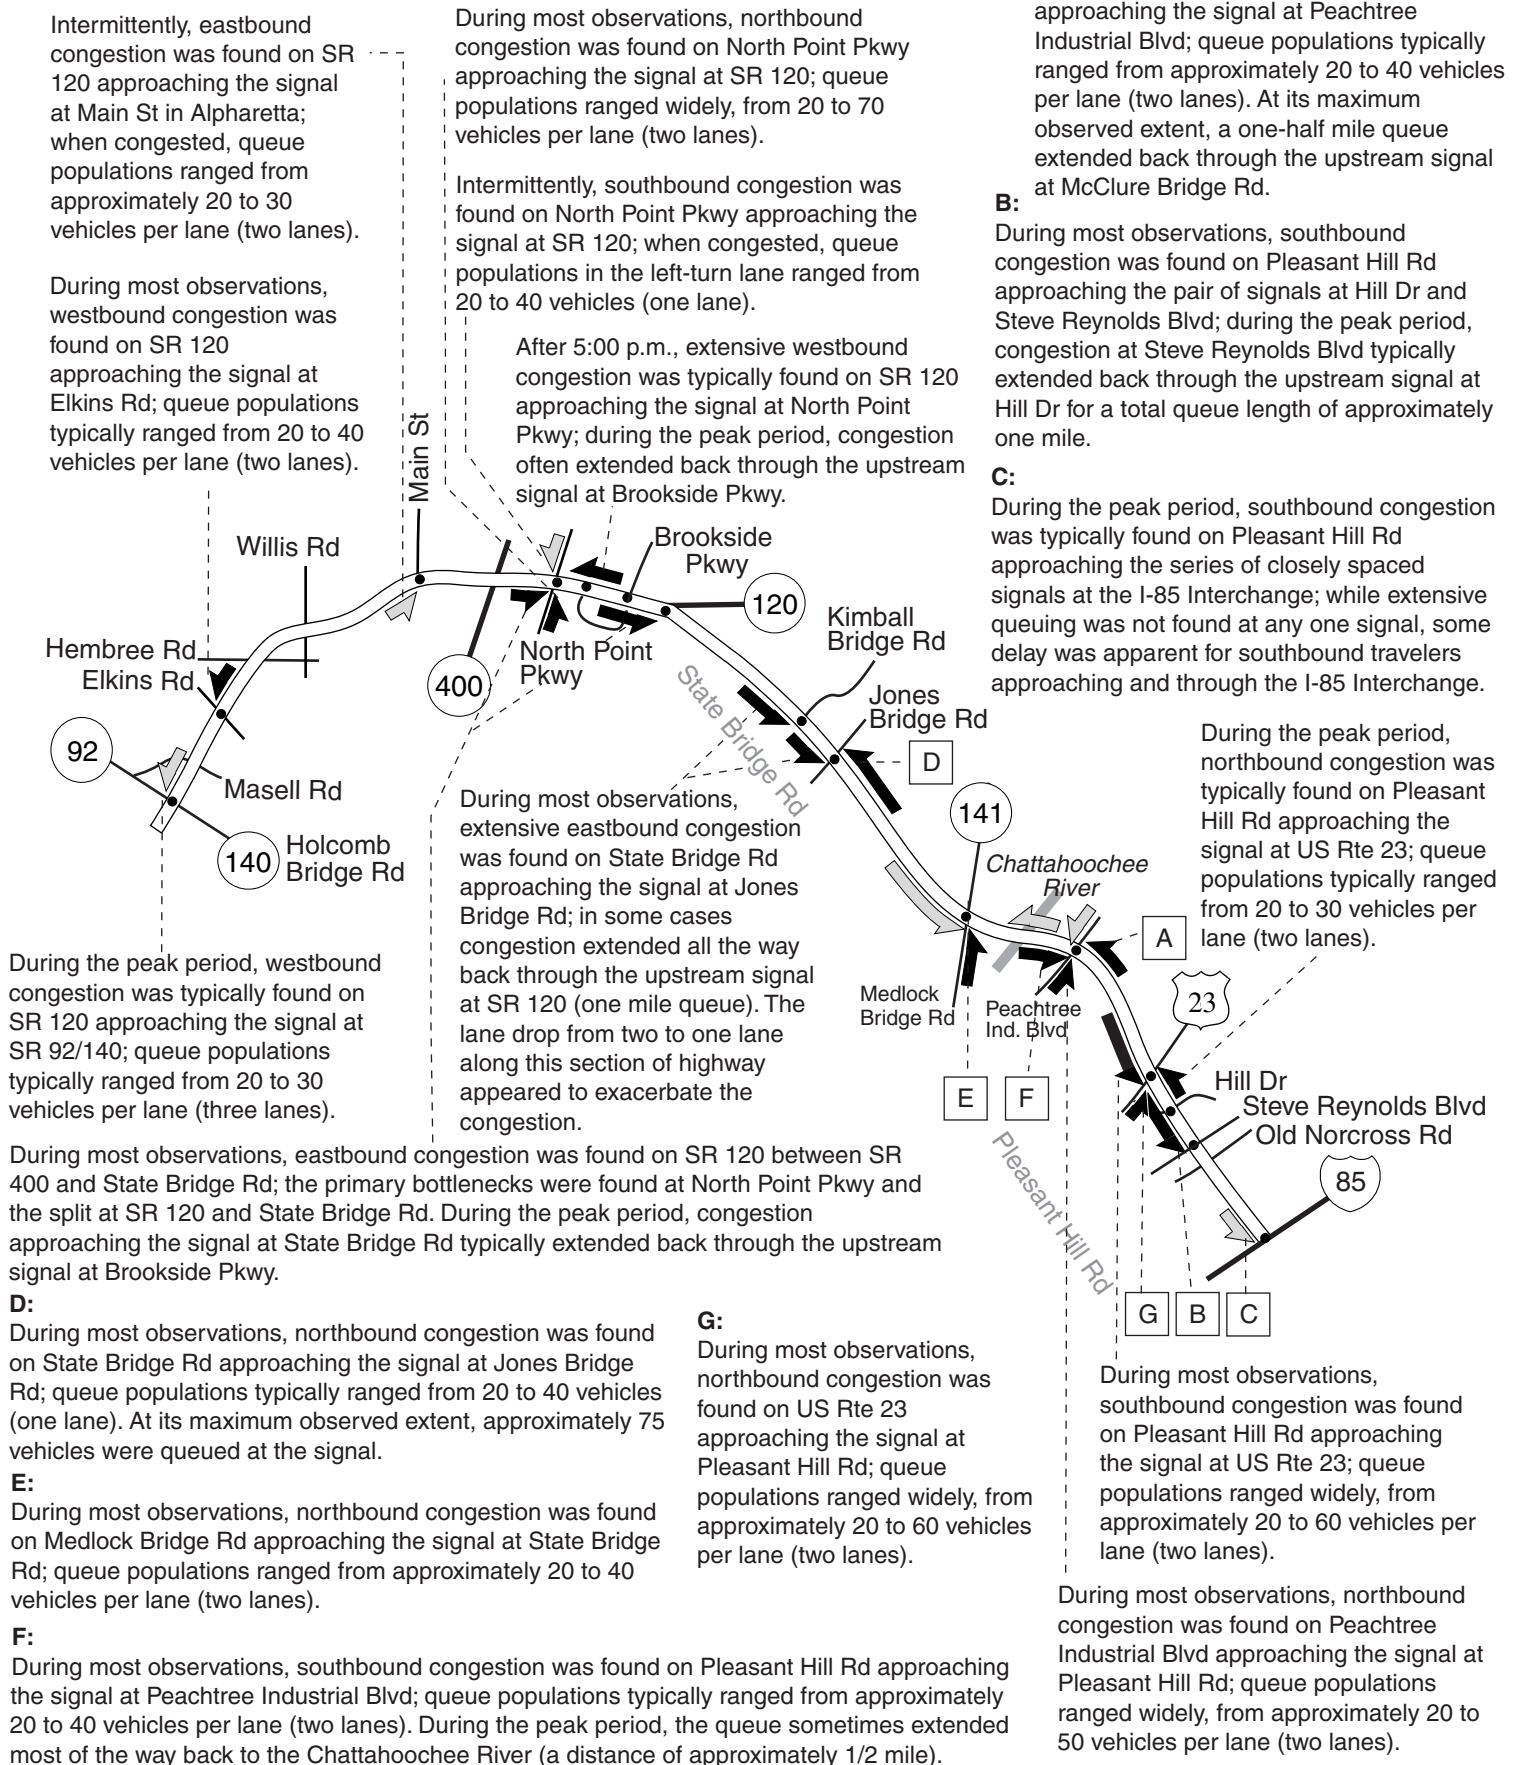 Intermittently, eastbound
congestion was found on SR
120 approaching the signal
at Main St in Alpharetta;
when congested, queue
populations ranged from
approximately 20 to 30
vehicles per lane (two lanes).
During most observations,
westbound congestion was
found on SR 120
approaching the signal at
Elkins Rd; queue populations
typically ranged from 20 to 40
vehicles per lane (two lanes).
During most observations, northbound
congestion was found on North Point Pkwy
approaching the signal at SR 120; queue
populations ranged widely, from 20 to 70
vehicles per lane (two lanes).
Intermittently, southbound congestion was
found on North Point Pkwy approaching the
signal at SR 120; when congested, queue
populations in the left-turn lane ranged from
20 to 40 vehicles (one lane).
After 5:00 p.m., extensive westbound
congestion was typically found on SR 120
approaching the signal at North Point
Pkwy; during the peak period, congestion
often extended back through the upstream
signal at Brookside Pkwy.
approaching the signal at Peachtree
Industrial Blvd; queue populations typically
ranged from approximately 20 to 40 vehicles
per lane (two lanes). At its maximum
observed extent, a one-half mile queue
extended back through the upstream signal
at McClure Bridge Rd.
B:
During most observations, southbound
congestion was found on Pleasant Hill Rd
approaching the pair of signals at Hill Dr and
Steve Reynolds Blvd; during the peak period,
congestion at Steve Reynolds Blvd typically
extended back through the upstream signal at
Hill Dr for a total queue length of approximately
one mile.
C:
During the peak period, southbound congestion
was typically found on Pleasant Hill Rd
approaching the series of closely spaced
signals at the I-85 Interchange; while extensive
queuing was not found at any one signal, some
delay was apparent for southbound travelers
approaching and through the I-85 Interchange.
Main St
Willis Rd
Hembree Rd
Elkins Rd
92
Masell Rd
140
Holcomb
Bridge Rd
400
North Point
Pkwy
Brookside
Pkwy
120
Kimball
Bridge Rd
State Bridge Rd
Jones
Bridge Rd
D
141
Chattahoochee
River
A
Medlock
Bridge Rd
Peachtree
Ind. Blvd
23
E
F
Hill Dr
Steve Reynolds Blvd
Old Norcross Rd
85
Pleasant Hill Rd
G
B
C
During the peak period,
northbound congestion was
typically found on Pleasant
Hill Rd approaching the
signal at US Rte 23; queue
populations typically ranged
from 20 to 30 vehicles per
lane (two lanes).
During the peak period, westbound
congestion was typically found on
SR 120 approaching the signal at
SR 92/140; queue populations
typically ranged from 20 to 30
vehicles per lane (three lanes).
During most observations,
extensive eastbound congestion
was found on State Bridge Rd
approaching the signal at Jones
Bridge Rd; in some cases
congestion extended all the way
back through the upstream signal
at SR 120 (one mile queue). The
lane drop from two to one lane
along this section of highway
appeared to exacerbate the
congestion.
During most observations, eastbound congestion was found on SR 120 between SR
400 and State Bridge Rd; the primary bottlenecks were found at North Point Pkwy and
the split at SR 120 and State Bridge Rd. During the peak period, congestion
approaching the signal at State Bridge Rd typically extended back through the upstream
signal at Brookside Pkwy.
D:
During most observations, northbound congestion was found
on State Bridge Rd approaching the signal at Jones Bridge
Rd; queue populations typically ranged from 20 to 40 vehicles
(one lane). At its maximum observed extent, approximately 75
vehicles were queued at the signal.
E:
During most observations, northbound congestion was found
on Medlock Bridge Rd approaching the signal at State Bridge
Rd; queue populations ranged from approximately 20 to 40
vehicles per lane (two lanes).
F:
During most observations, southbound congestion was found on Pleasant Hill Rd approaching
the signal at Peachtree Industrial Blvd; queue populations typically ranged from approximately
20 to 40 vehicles per lane (two lanes). During the peak period, the queue sometimes extended
most of the way back to the Chattahoochee River (a distance of approximately 1/2 mile).
G:
During most observations,
northbound congestion was
found on US Rte 23
approaching the signal at
Pleasant Hill Rd; queue
populations ranged widely, from
approximately 20 to 60 vehicles
per lane (two lanes).
During most observations,
southbound congestion was found
on Pleasant Hill Rd approaching
the signal at US Rte 23; queue
populations ranged widely, from
approximately 20 to 60 vehicles per
lane (two lanes).
During most observations, northbound
congestion was found on Peachtree
Industrial Blvd approaching the signal at
Pleasant Hill Rd; queue populations
ranged widely, from approximately 20 to
50 vehicles per lane (two lanes).